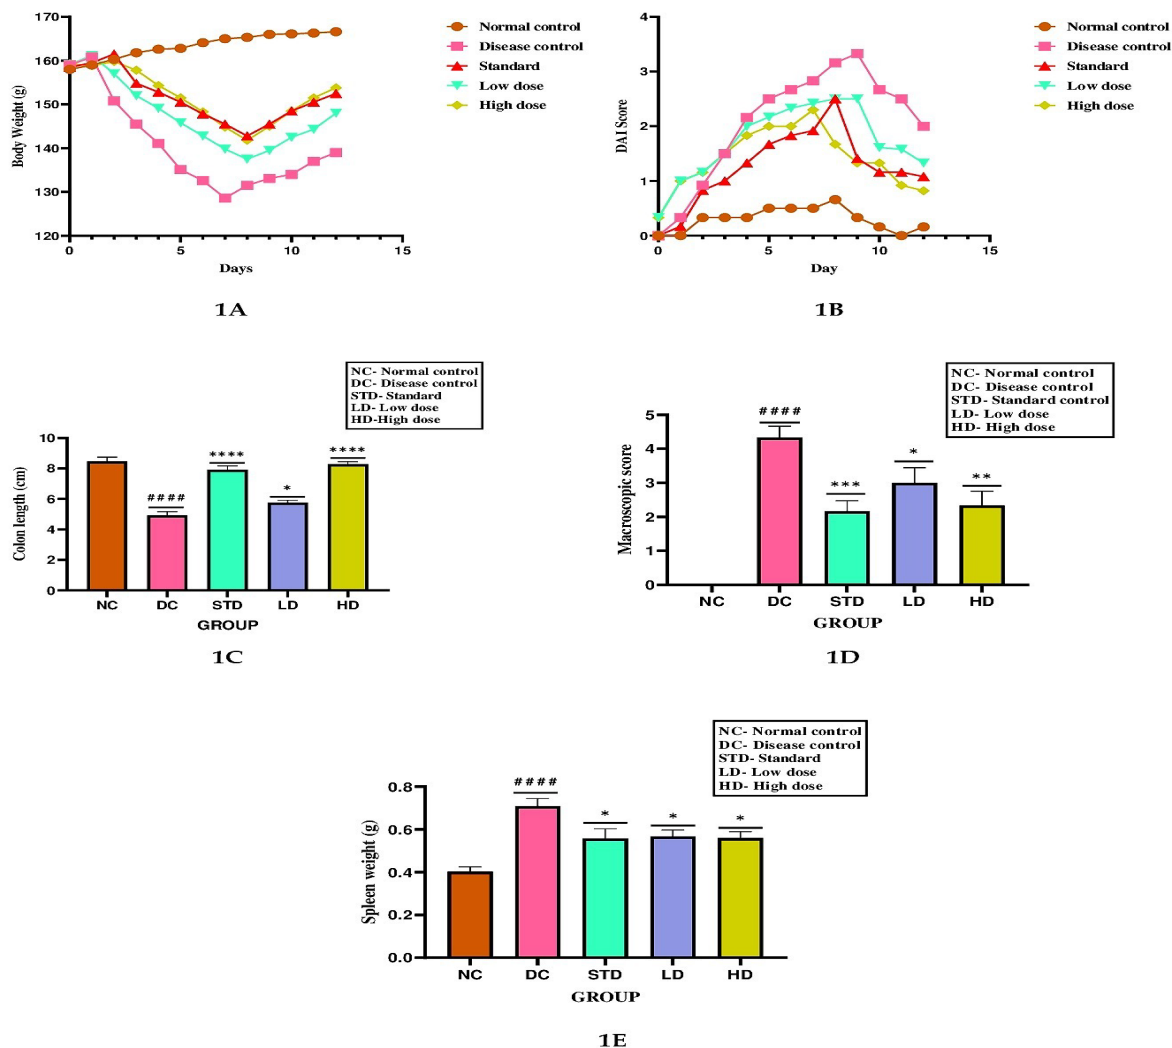 170
160
150
140
130
120
0
5
10
15
Body Weight (g)
Days
Normal control
Disease control
Standard
Low dose
High dose
1A
4
3
2
1
0
0
5
10
15
DAI Score
Day
Normal control
Disease control
Standard
Low dose
High dose
1B
NC- Normal control
DC- Disease control
STD- Standard
LD- Low dose
HD-High dose
10
8
6
4
2
0
Colon length (cm)
####
****
*
****
NC DC STD LD HD
GROUP
1C
NC- Normal control
DC- Disease control
STD- Standard control
LD- Low dose
HD- High dose
5
4
3
2
1
0
Macroscopic score
####
***
*
**
NC DC STD LD HD
GROUP
1D
NC- Normal control
DC- Disease control
STD- Standard
LD- Low dose
HD- High dose
0.8
0.6
0.4
0.2
0.0
Spleen weight (g)
####
*
*
*
NC DC STD LD HD
GROUP
1E